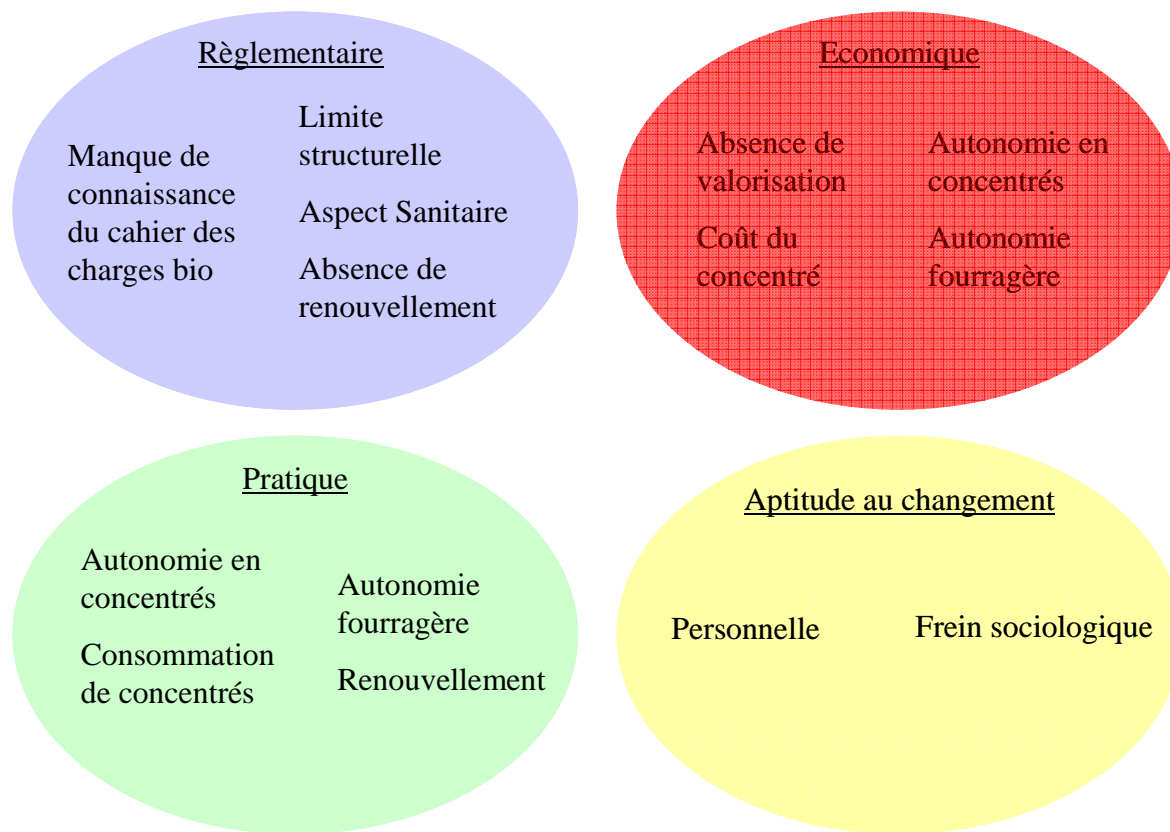 Règlementaire
Manque de
connaissance
du cahier des
charges bio
Limite
structurelle
Aspect Sanitaire
Absence de
renouvellement
Economique
Absence de
valorisation
Coût du
concentré
Autonomie en
concentrés
Autonomie
fourragère
Pratique
Autonomie en
concentrés
Consommation
de concentrés
Autonomie
fourragère
Renouvellement
Aptitude au changement
Personnelle
Frein sociologique